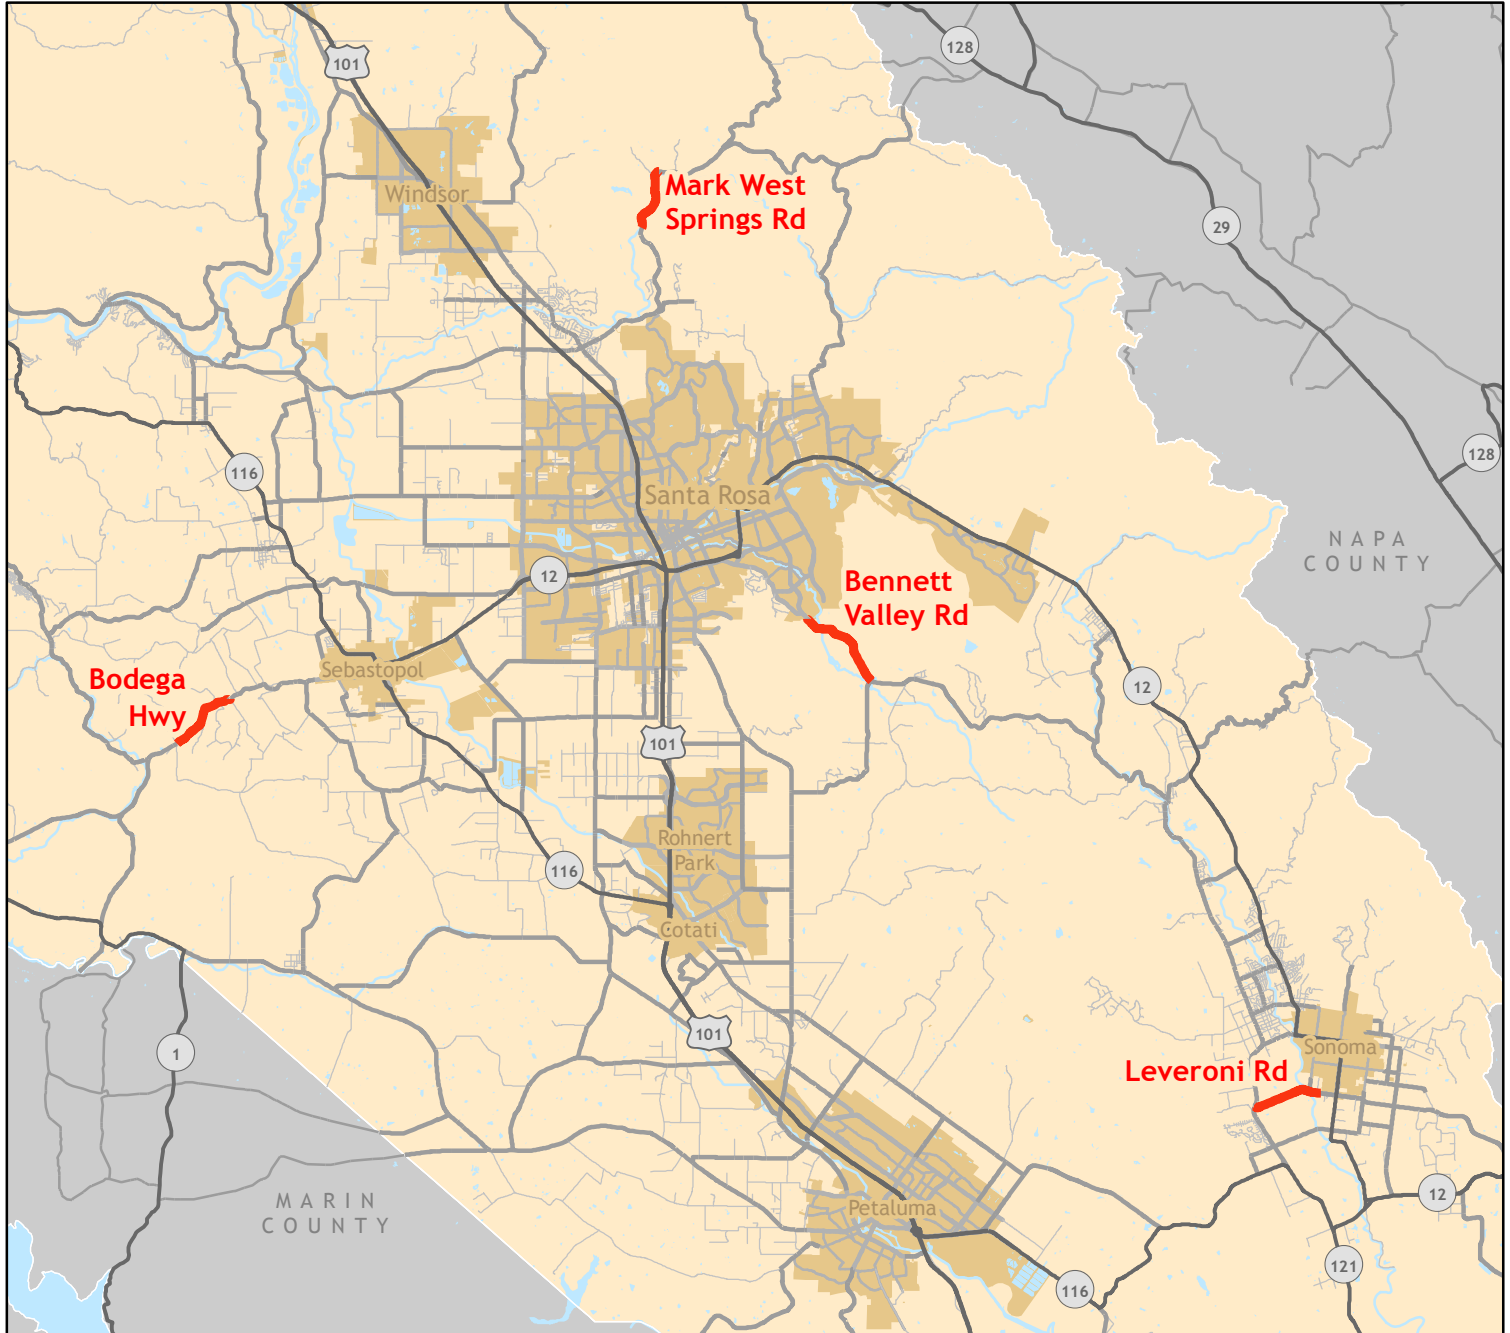 128
101
Windsor
Mark West
Springs Rd
29
116
128
Santa Rosa
NAPA
COUNTY
12
Bennett
Valley Rd
Sebastopol
Bodega
Hwy
12
101
Rohnert
Park
116
Cotati
101
1
Sonoma
Leveroni Rd
MARIN
COUNTY
Petaluma
12
121
116